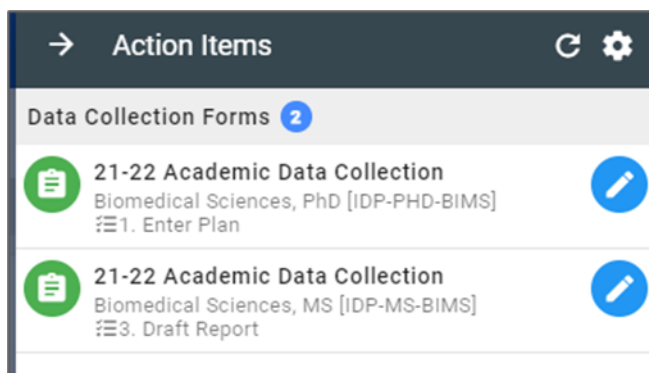 Action Items
Data Collection Forms 2
21-22 Academic Data Collection
Biomedical Sciences, PhD [IDP-PHD-BIMS]
1. Enter Plan
21-22 Academic Data Collection
Biomedical Sciences, MS [IDP-MS-BIMS]
3. Draft Report